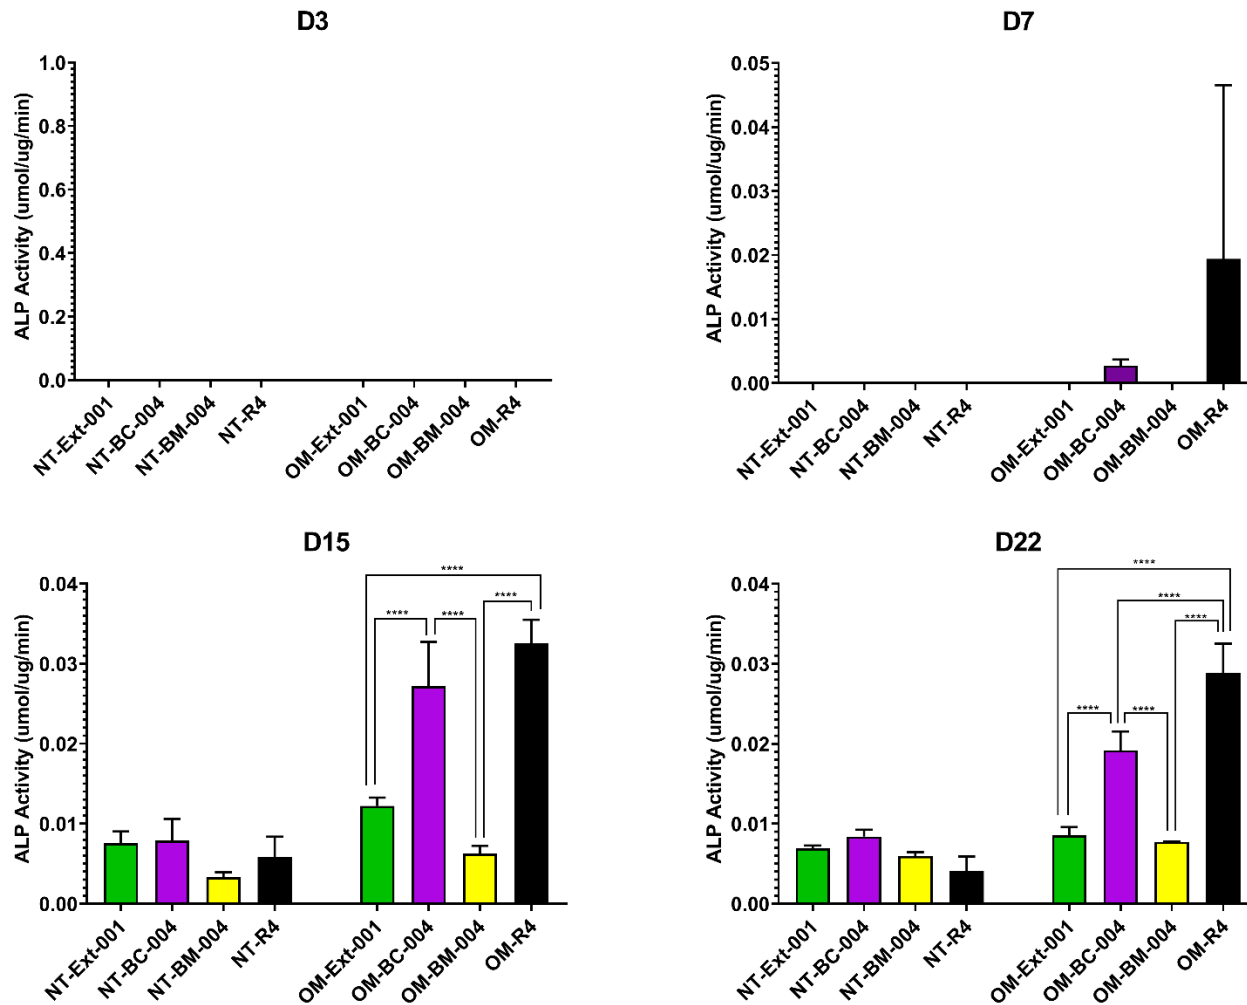 D3
ALP Activity (umol/ug/min)
1.0
0.8
0.6
0.4
0.2
0.0
NT-Ext-001
NT-BC-004
NT-BM-004
NT-R4
OM-Ext-001
OM-BC-004
OM-BM-004
OM-R4
D7
ALP Activity (umol/ug/min)
0.05
0.04
0.03
0.02
0.01
0.00
NT-Ext-001
NT-BC-004
NT-BM-004
NT-R4
OM-Ext-001
OM-BC-004
OM-BM-004
OM-R4
D15
ALP Activity (umol/ug/min)
0.04
0.03
0.02
0.01
0.00
****
****
****
****
NT-Ext-001
NT-BC-004
NT-BM-004
NT-R4
OM-Ext-001
OM-BC-004
OM-BM-004
OM-R4
D22
ALP Activity (umol/ug/min)
0.04
0.03
0.02
0.01
0.00
****
****
****
****
****
NT-Ext-001
NT-BC-004
NT-BM-004
NT-R4
OM-Ext-001
OM-BC-004
OM-BM-004
OM-R4